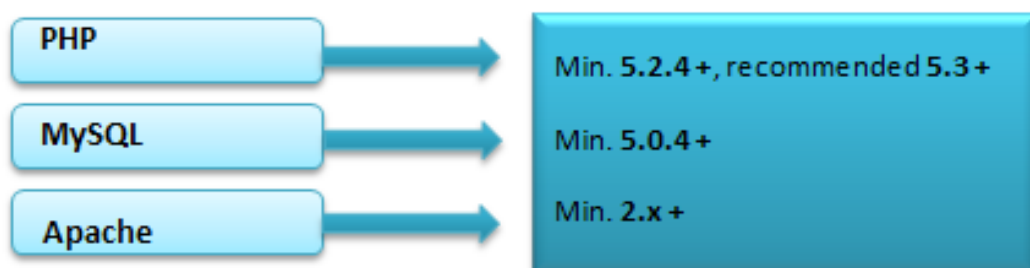 PHP
Min. 5.2.4 +, recommended 5.3 +
MySQL
Min. 5.0.4 +
Apache
Min. 2.x +